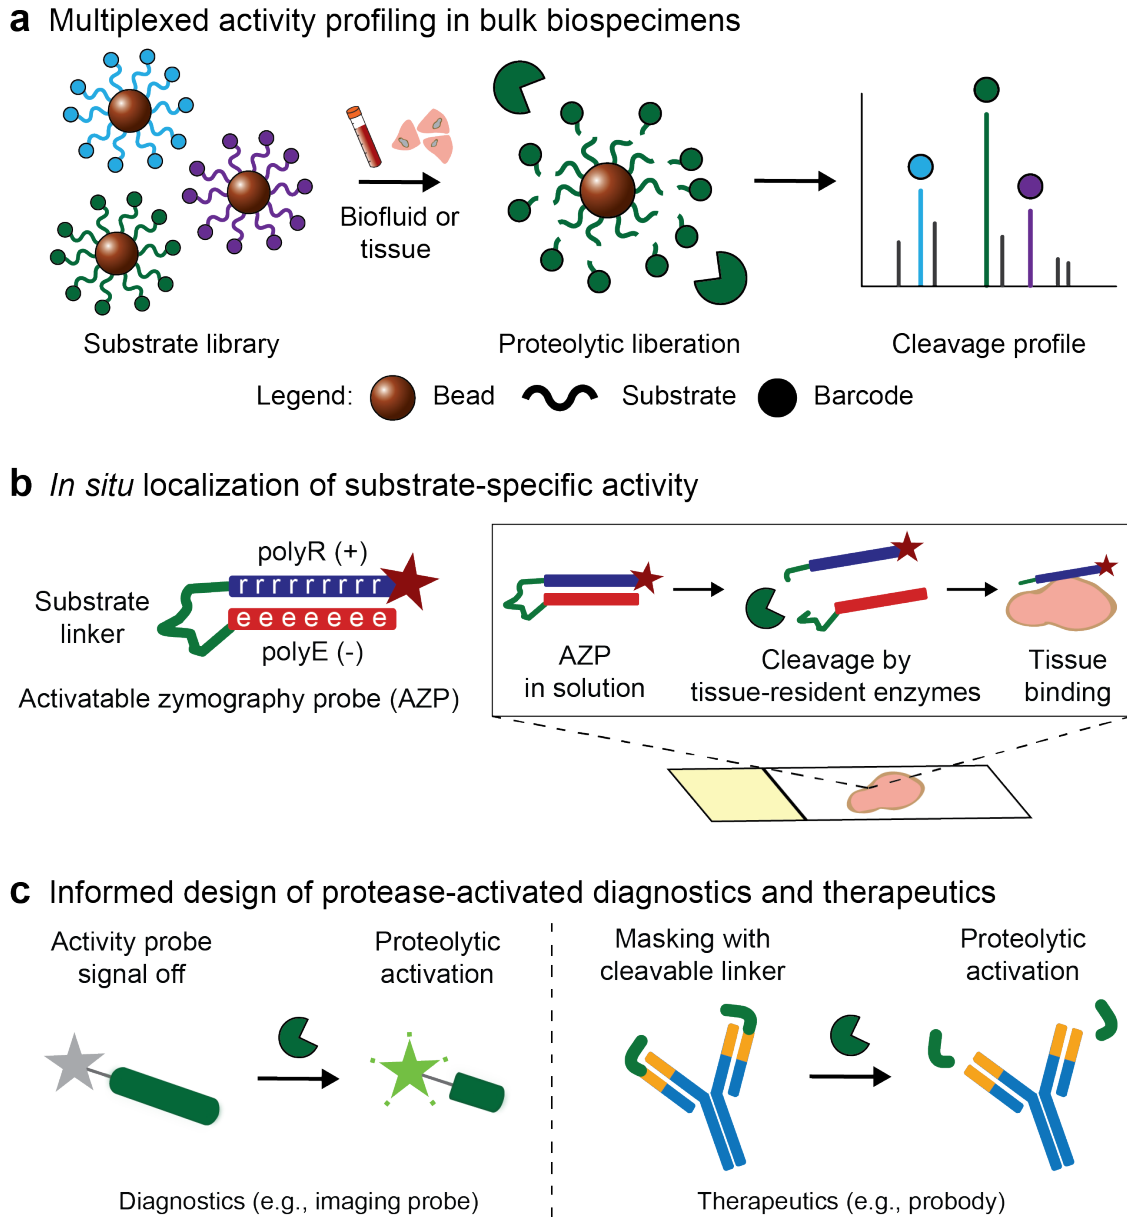 a Multiplexed activity profiling in bulk biospecimens
Biofluid or
tissue
Substrate library
Proteolytic liberation
Cleavage profile
Legend: Bead Substrate Barcode
b In situ localization of substrate-specific activity
polyR (+)
r r r r r r r r r
Substrate
linker
e e e e e e e
polyE (-)
Activatable zymography probe (AZP)
AZP
in solution
Cleavage by
tissue-resident enzymes
Tissue
binding
c Informed design of protease-activated diagnostics and therapeutics
Activity probe
signal off
Proteolytic
activation
Masking with
cleavable linker
Proteolytic
activation
Diagnostics (e.g., imaging probe)
Therapeutics (e.g., probody)